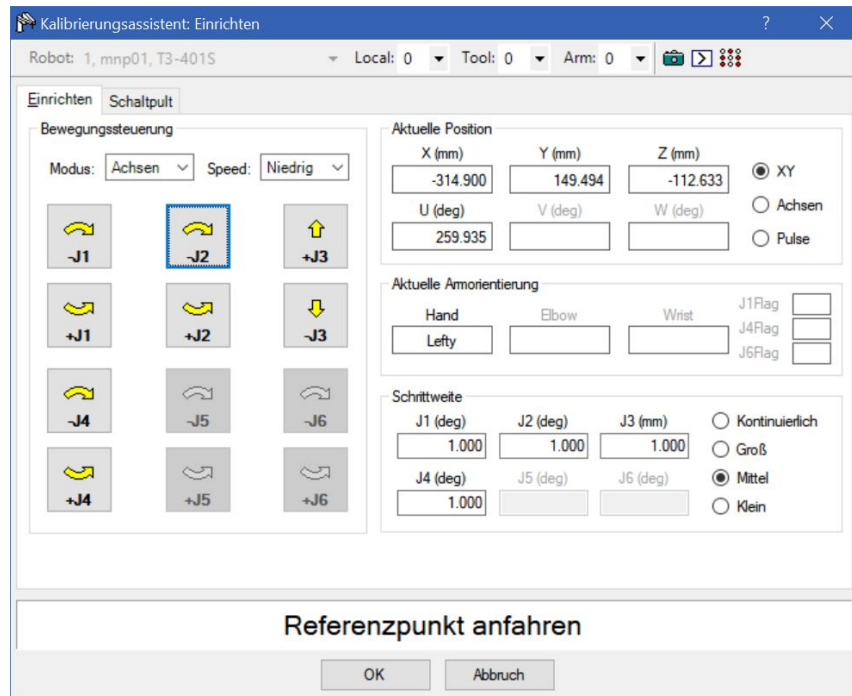 Kalibrierungsassistent: Einrichten
Robot: 1, mnp01, T3-401S Local: 0 Tool: 0 Arm: 0
Einrichten Schaltpult
Bewegungssteuerung
Modus: Achsen Speed: Niedrig
-J1 -J2 +J3
+J1 +J2 -J3
-J4 -J5 -J6
+J4 +J5 +J6
Aktuelle Position
X (mm) Y (mm) Z (mm)
-314.900 149.494 -112.633
XY
U (deg) V (deg) W (deg)
Achsen
259.935
Pulse
Aktuelle Armorientierung
Hand Elbow Wrist
Lefty
J1Flag
J4Flag
J6Flag
Schrittweite
J1 (deg) J2 (deg) J3 (mm)
1.000 1.000 1.000
J4 (deg) J5 (deg) J6 (deg)
1.000
Kontinuierlich
Groß
Mittel
Klein
Referenzpunkt anfahren
OK Abbruch